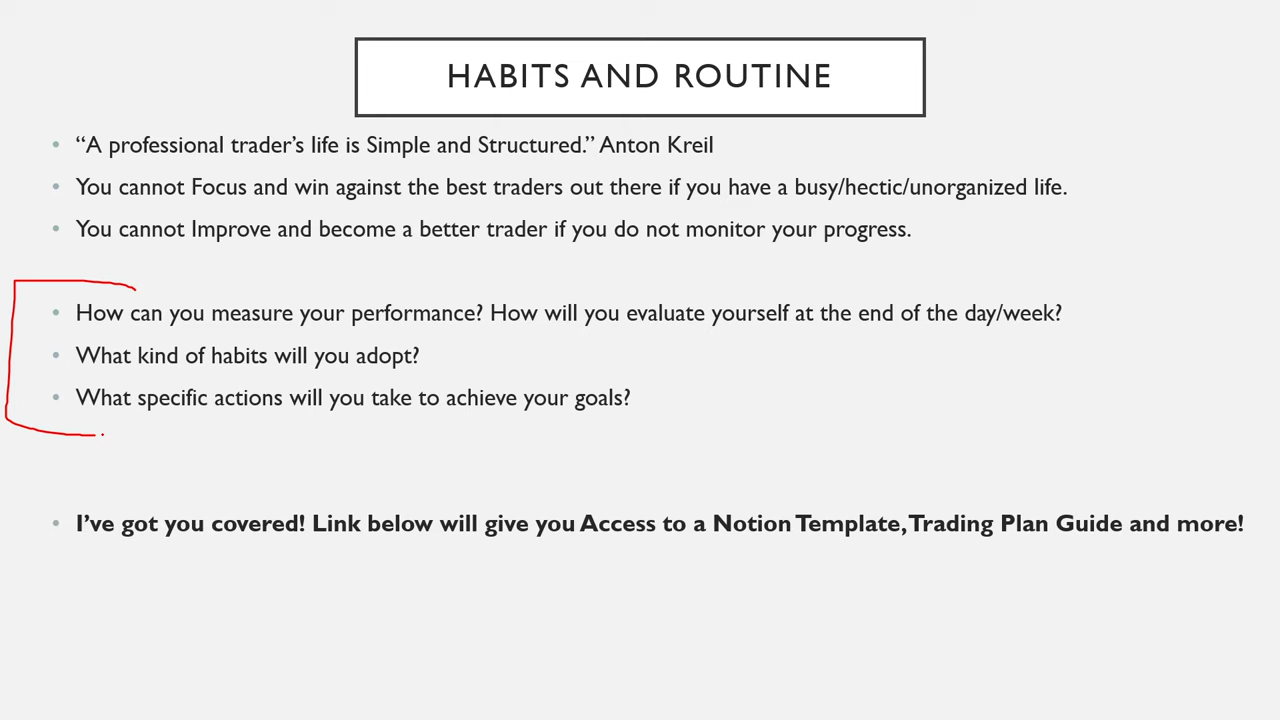 HABITS AND ROUTINE
• “A professional trader’s life is Simple and Structured.” Anton Kreil
• You cannot Focus and win against the best traders out there if you have a busy/hectic/unorganized life.
• You cannot Improve and become a better trader if you do not monitor your progress.
• How can you measure your performance? How will you evaluate yourself at the end of the day/week?
• What kind of habits will you adopt?
• What specific actions will you take to achieve your goals?
• I’ve got you covered! Link below will give you Access to a Notion Template, Trading Plan Guide and more!